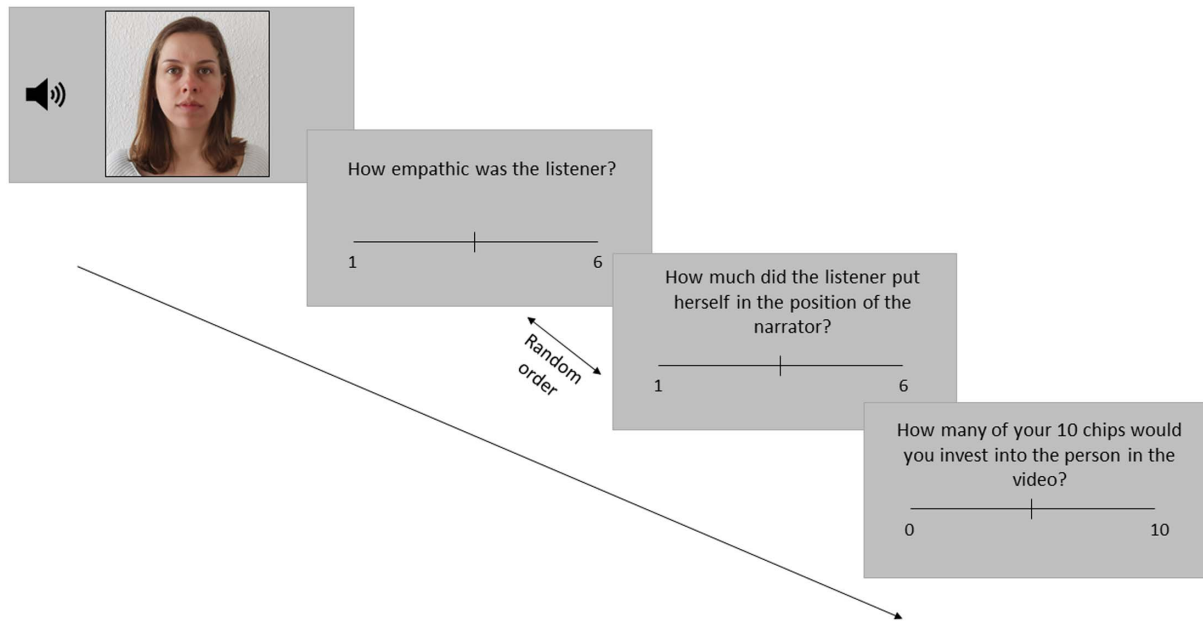 How empathic was the listener?
1
6
Random
order
How much did the listener put
herself in the position of the
narrator?
1
6
How many of your 10 chips would
you invest into the person in the
video?
0
10